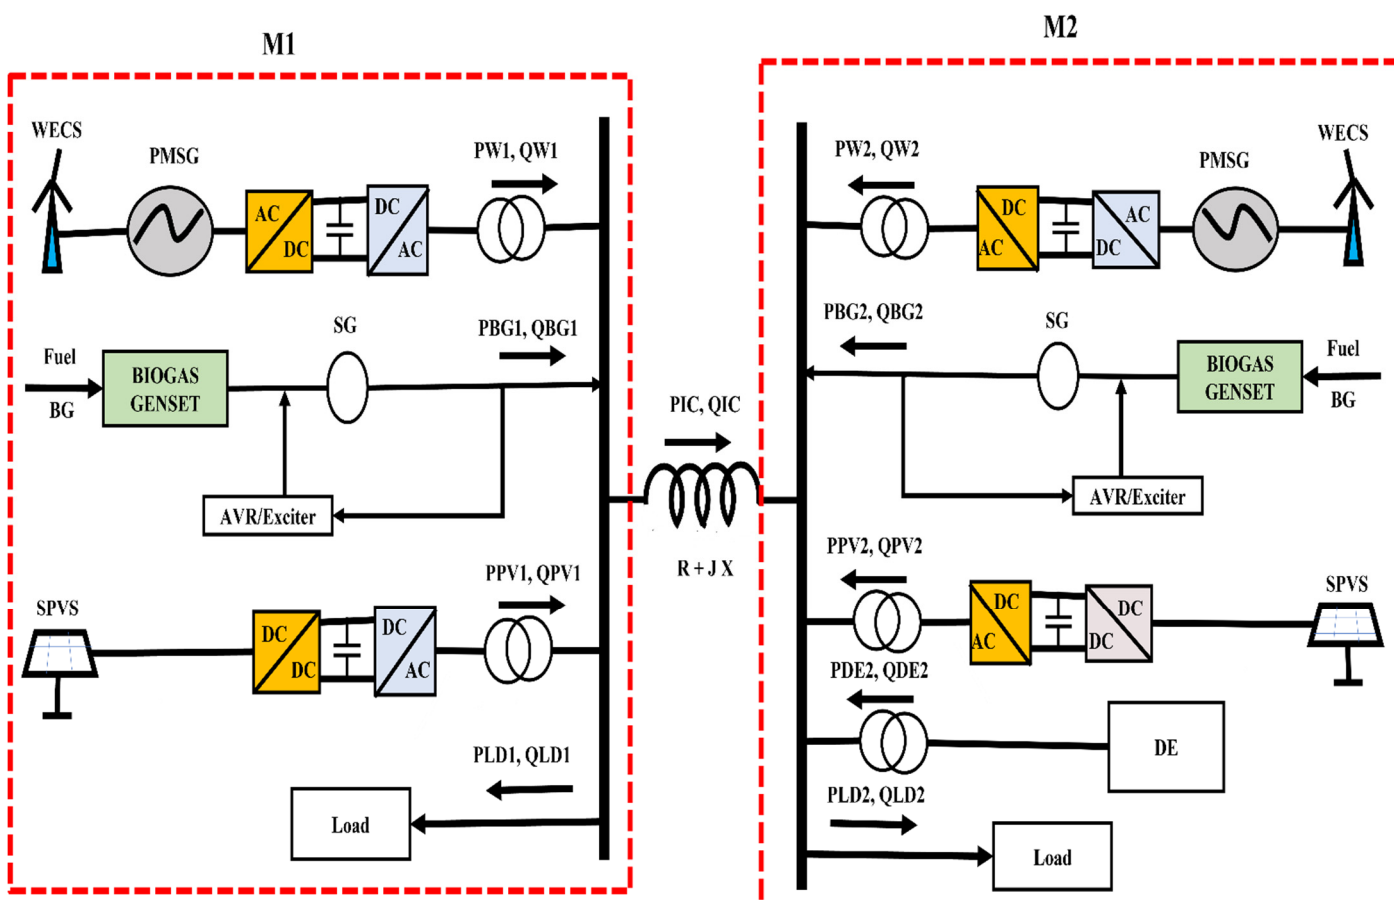 M1
WECS
PMSG
AC
DC
DC
AC
PW1, QW1
Fuel
BG
BIOGAS
GENSET
SG
PBG1, QBG1
AVR/Exciter
SPVS
DC
DC
DC
AC
PPV1, QPV1
PLD1, QLD1
Load
PIC, QIC
R + J X
M2
PW2, QW2
DC
AC
AC
DC
PMSG
WECS
PBG2, QBG2
SG
BIOGAS
GENSET
Fuel
BG
AVR/Exciter
PPV2, QPV2
DC
AC
DC
DC
SPVS
PDE2, QDE2
DE
PLD2, QLD2
Load